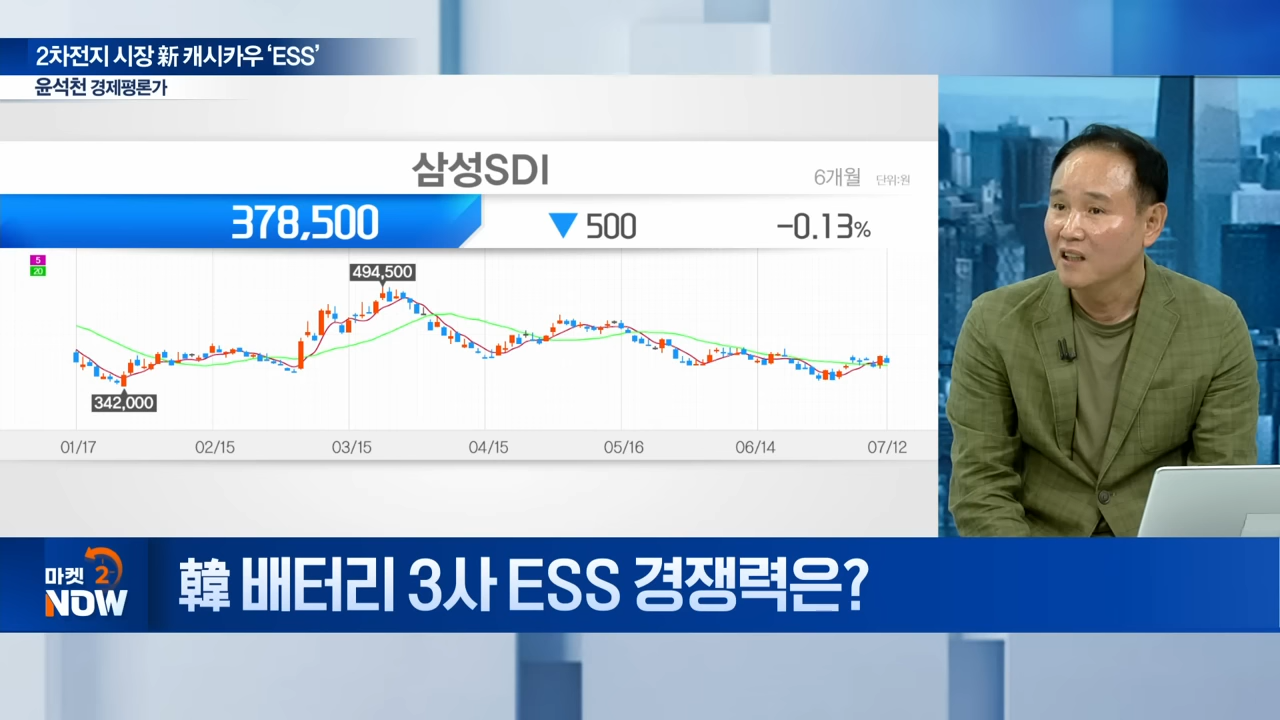 2차전지 시장 新 캐시카우 ‘ESS’
윤석천 경제평론가
삼성SDI
6개월 단위:원
378,500 ▼500 -0.13%
5
20
494,500
342,000
01/17 02/15 03/15 04/15 05/16 06/14 07/12
마켓 2
NOW
韓 배터리 3사 ESS 경쟁력은?